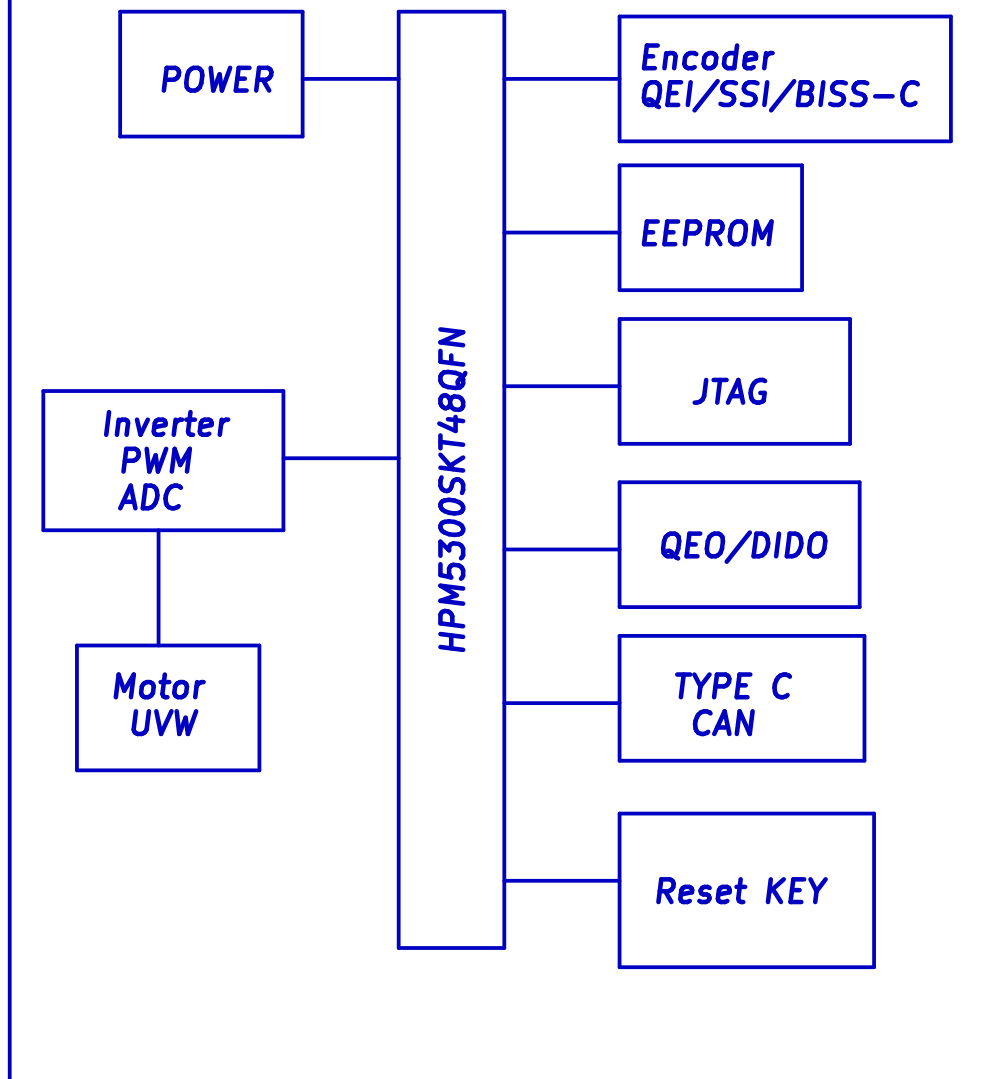 POWER
Encoder
QEI/SSI/BISS-C
EEPROM
HPM5300SKT48QFN
JTAG
Inverter
PWM
ADC
QEO/DIDO
Motor
UVW
TYPE C
CAN
Reset KEY